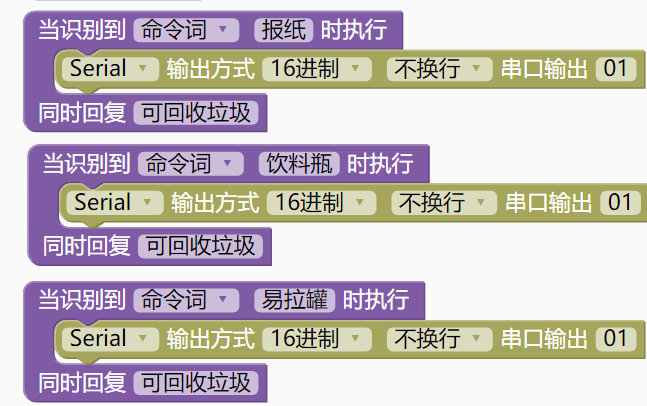 当识别到 命令词 报纸 时执行
Serial 输出方式 16进制 不换行 串口输出 01
同时回复 可回收垃圾
当识别到 命令词 饮料瓶 时执行
Serial 输出方式 16进制 不换行 串口输出 01
同时回复 可回收垃圾
当识别到 命令词 易拉罐 时执行
Serial 输出方式 16进制 不换行 串口输出 01
同时回复 可回收垃圾